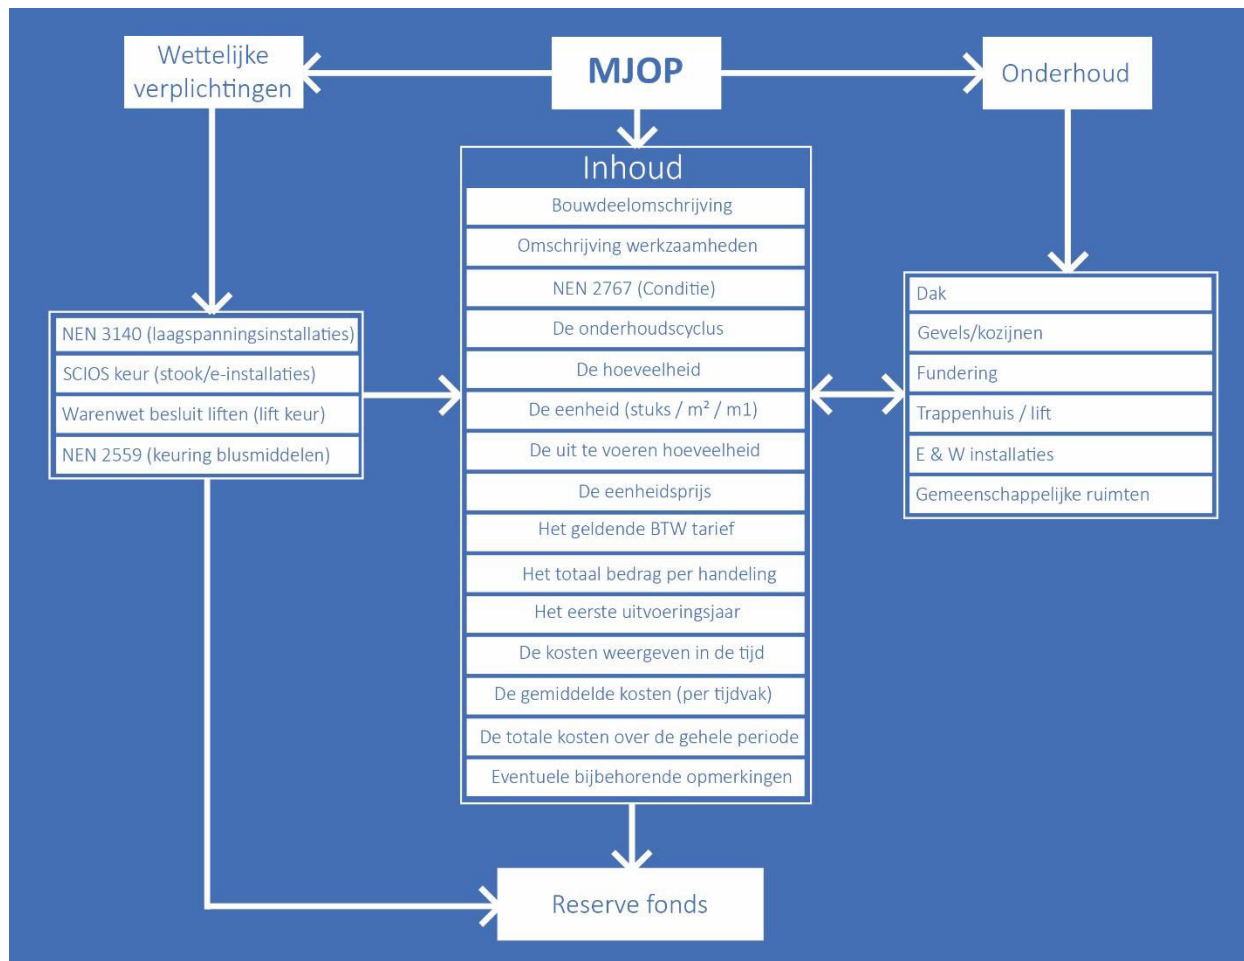 Wettelijke
verplichtingen
MJOP
Onderhoud
Inhoud
Bouwdeelomschrijving
Omschrijving werkzaamheden
NEN 2767 (Conditie)
De onderhoudscyclus
De hoeveelheid
De eenheid (stuks / m² / m1)
De uit te voeren hoeveelheid
De eenheidsprijs
Het geldende BTW tarief
Het totaal bedrag per handeling
Het eerste uitvoeringsjaar
De kosten weergeven in de tijd
De gemiddelde kosten (per tijdvak)
De totale kosten over de gehele periode
Eventuele bijbehorende opmerkingen
NEN 3140 (laagspanningsinstallaties)
SCIOS keur (stook/e-installaties)
Warenwet besluit liften (lift keur)
NEN 2559 (keuring blusmiddelen)
Dak
Gevels/kozijnen
Fundering
Trappenhuis / lift
E & W installaties
Gemeenschappelijke ruimten
Reserve fonds